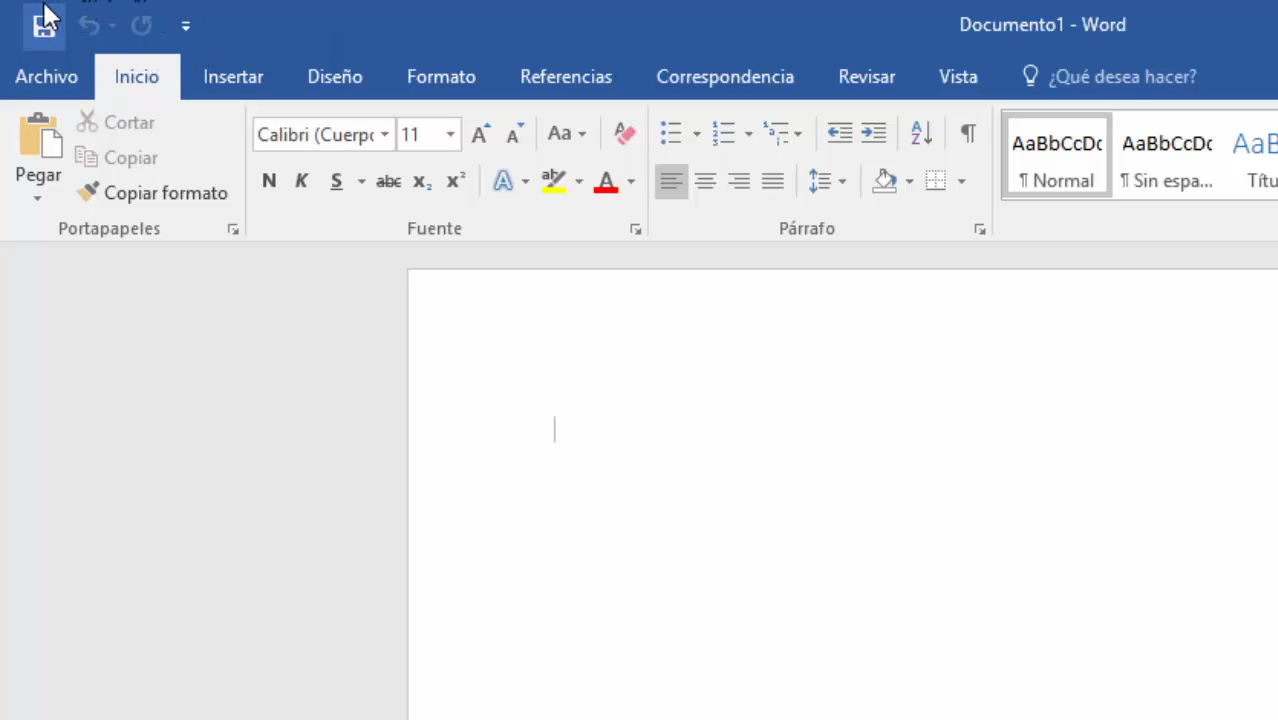 Documento1 - Word
Archivo Inicio Insertar Diseño Formato Referencias Correspondencia Revisar Vista ¿Qué desea hacer?
Pegar
Cortar
Copiar
Copiar formato
Portapapeles
Calibri (Cuerpo 11 Aa
N K S abc x₂ x² A aby A
Fuente
A Z ¶
Párrafo
AaBbCcDc AaBbCcDc AaB
¶ Normal ¶ Sin espa... Títu